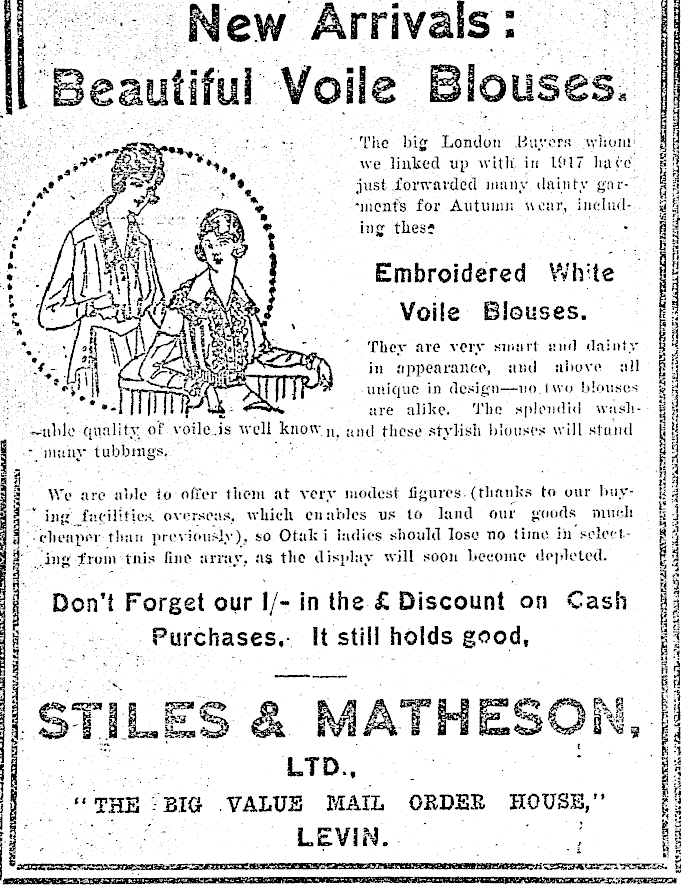 New Arrivals:
Beautiful Voile Blouses.
The big London Buyers whom
we linked up with in 1917 have
just forwarded many dainty gar-
ments for Autumn wear, includ-
ing these
Embroidered White
Voile Blouses.
They are very smart and dainty
in appearance, and above all
unique in design—no two blouses
are alike. The splendid wash-
able quality of voile is well known, and these stylish blouses will stand
many tubbings.
We are able to offer them at very modest figures (thanks to our buy-
ing facilities overseas, which enables us to land our goods much
cheaper than previously), so Otaki ladies should lose no time in select-
ing from this fine array, as the display will soon become depleted.
Don't Forget our 1/- in the £ Discount on Cash
Purchases. It still holds good,
STILES & MATHESON,
LTD.,
"THE BIG VALUE MAIL ORDER HOUSE,"
LEVIN.